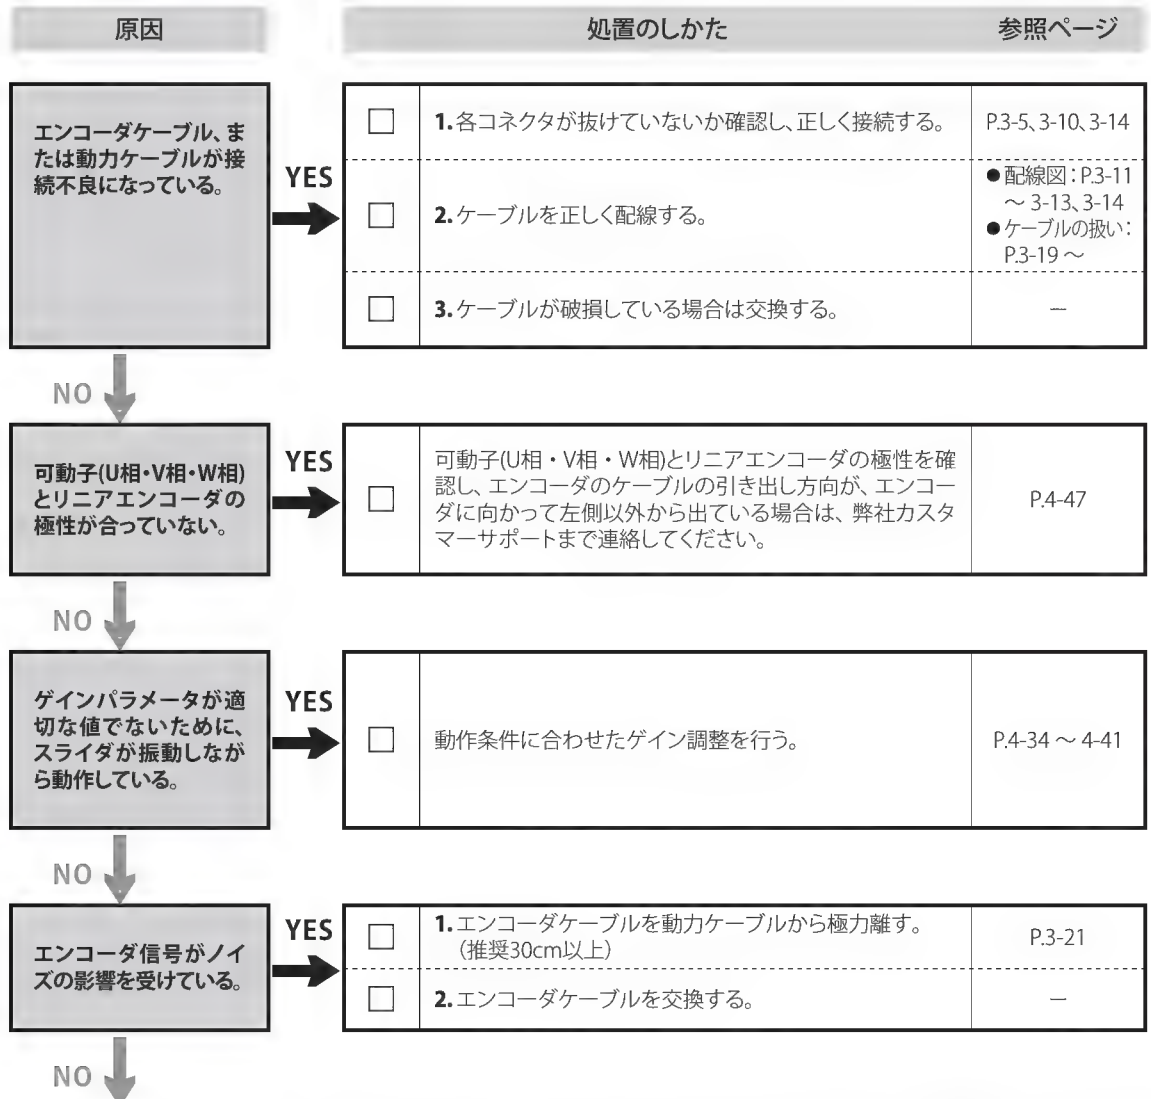 原因
処置のしかた
参照ページ
エンコーダケーブル、ま
たは動力ケーブルが接
続不良になっている。
YES
□
1.各コネクタが抜けていないか確認し、正しく接続する。
P.3-5、3-10、3-14
□
2.ケーブルを正しく配線する。
●配線図：P.3-11
～ 3-13、3-14
●ケーブルの扱い：
P.3-19 ～
□
3.ケーブルが破損している場合は交換する。
－
NO
可動子(U相・V相・W相)
とリニアエンコーダの
極性が合っていない。
YES
□
可動子(U相・V相・W相)とリニアエンコーダの極性を確
認し、エンコーダのケーブルの引き出し方向が、エンコー
ダに向かって左側以外から出ている場合は、弊社カスタ
マーサポートまで連絡してください。
P.4-47
NO
ゲインパラメータが適
切な値でないために、
スライダが振動しなが
ら動作している。
YES
□
動作条件に合わせたゲイン調整を行う。
P.4-34 ～ 4-41
NO
エンコーダ信号がノイ
ズの影響を受けている。
YES
□
1.エンコーダケーブルを動力ケーブルから極力離す。
（推奨30cm以上）
P.3-21
□
2.エンコーダケーブルを交換する。
－
NO